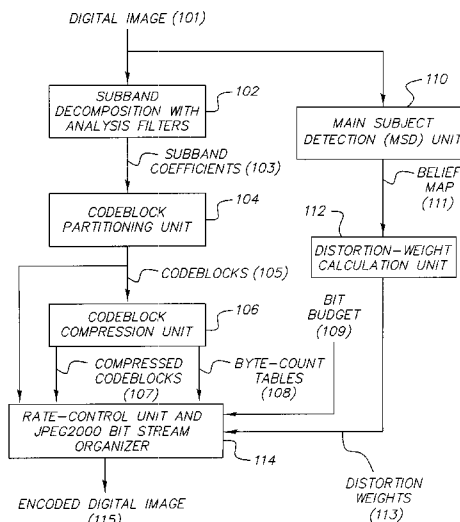 DIGITAL IMAGE (101)
102
SUBBAND
DECOMPOSITION WITH
ANALYSIS FILTERS
110
MAIN SUBJECT
DETECTION (MSD) UNIT
SUBBAND
COEFFICIENTS (103)
BELIEF
MAP
(111)
104
CODEBLOCK
PARTITIONING UNIT
112
DISTORTION-WEIGHT
CALCULATION UNIT
CODEBLOCKS (105)
106
CODEBLOCK
COMPRESSION UNIT
BIT
BUDGET
(109)
COMPRESSED
CODEBLOCKS
(107)
BYTE-COUNT
TABLES
(108)
RATE-CONTROL UNIT AND
JPEG2000 BIT STREAM
ORGANIZER
114
DISTORTION
WEIGHTS
(113)
ENCODED DIGITAL IMAGE
(115)